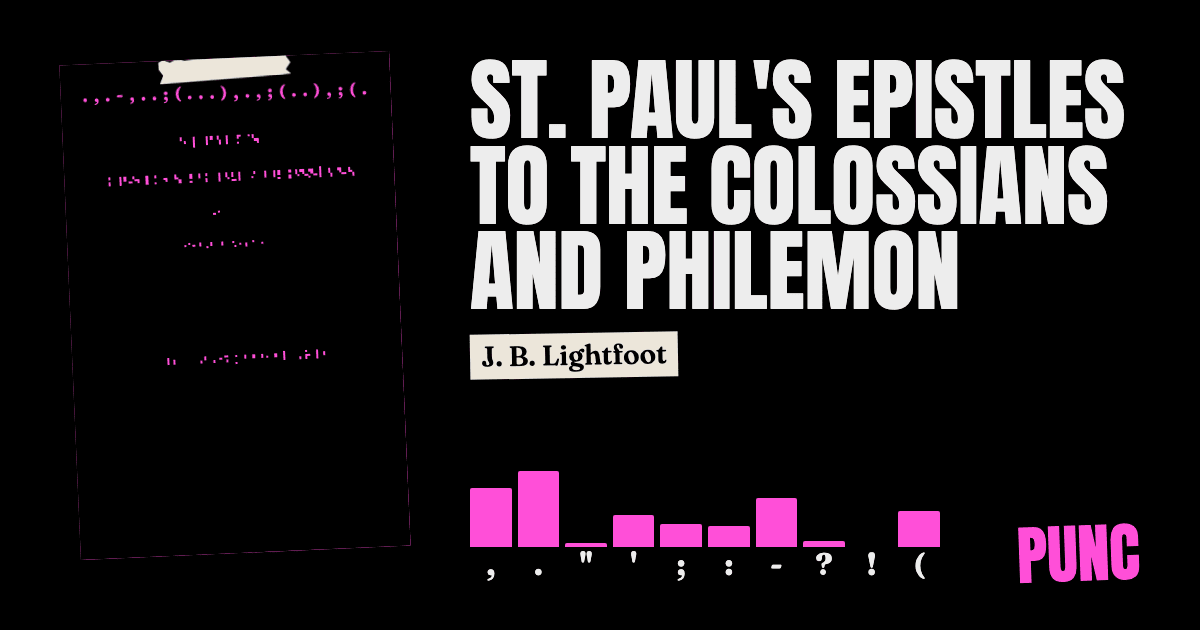 .,.-,..;(...),.,;(..),;(.
ST. PAUL'S EPISTLES
TO THE COLOSSIANS
AND PHILEMON
J. B. Lightfoot
, . " ' ; : - ? ! (
PUNC